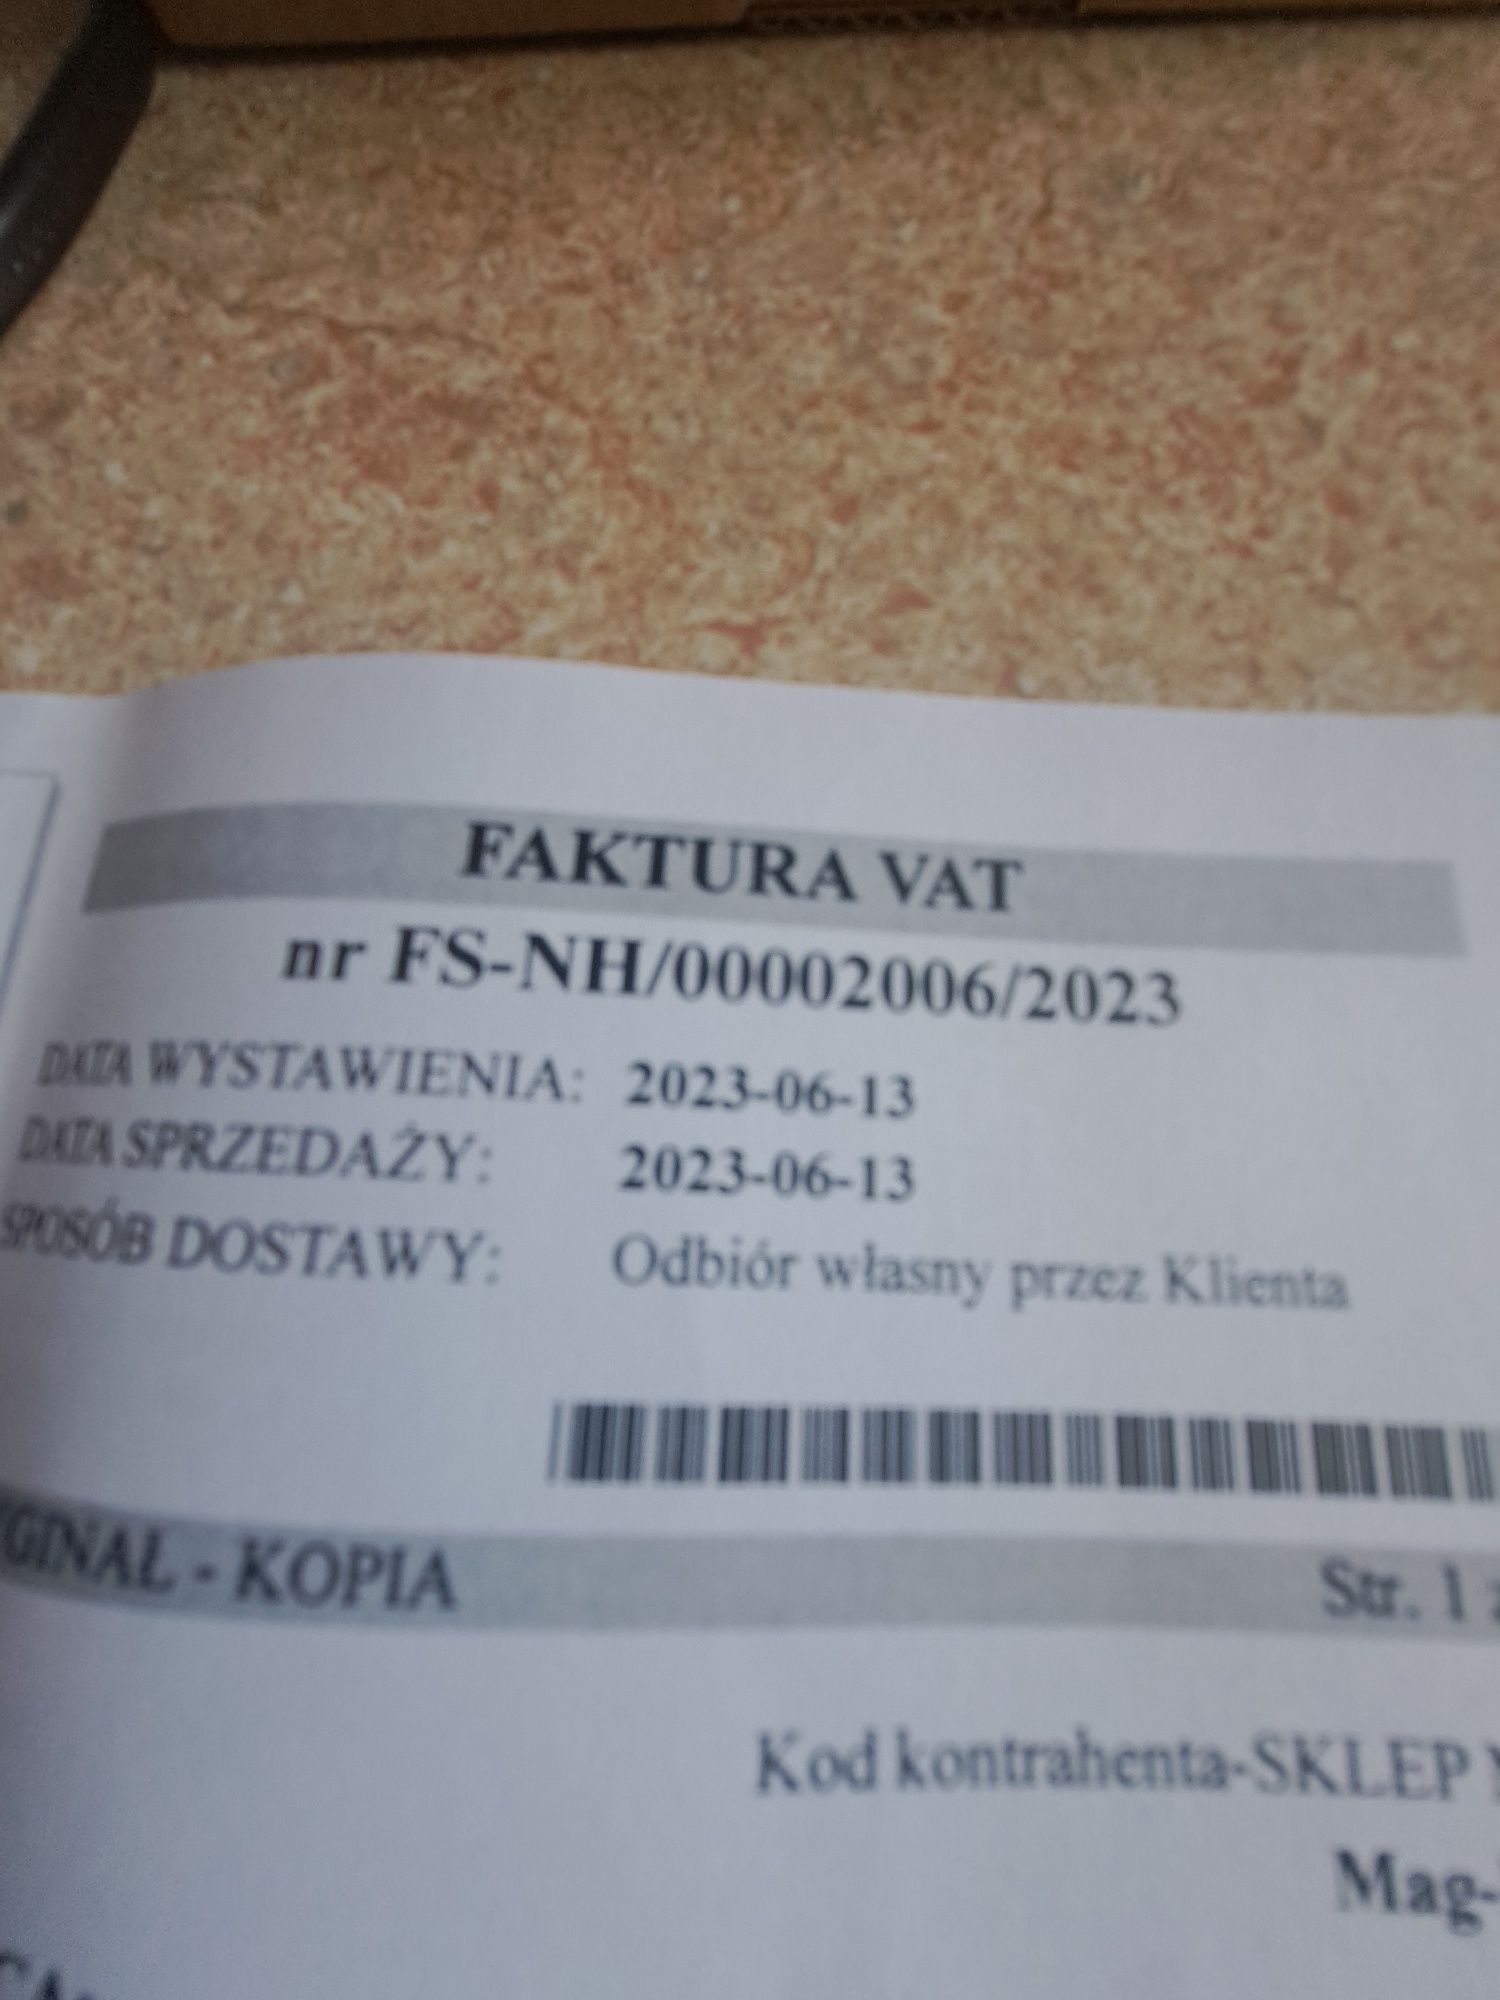 FAKTURA VAT
nr FS-NH/00002006/2023
DATA WYSTAWIENIA: 2023-06-13
DATA SPRZEDAŻY: 2023-06-13
SPOSÓB DOSTAWY: Odbiór własny przez Klienta
GINAŁ - KOPIA Str. 1
Kod kontrahenta-SKLEP
Mag-